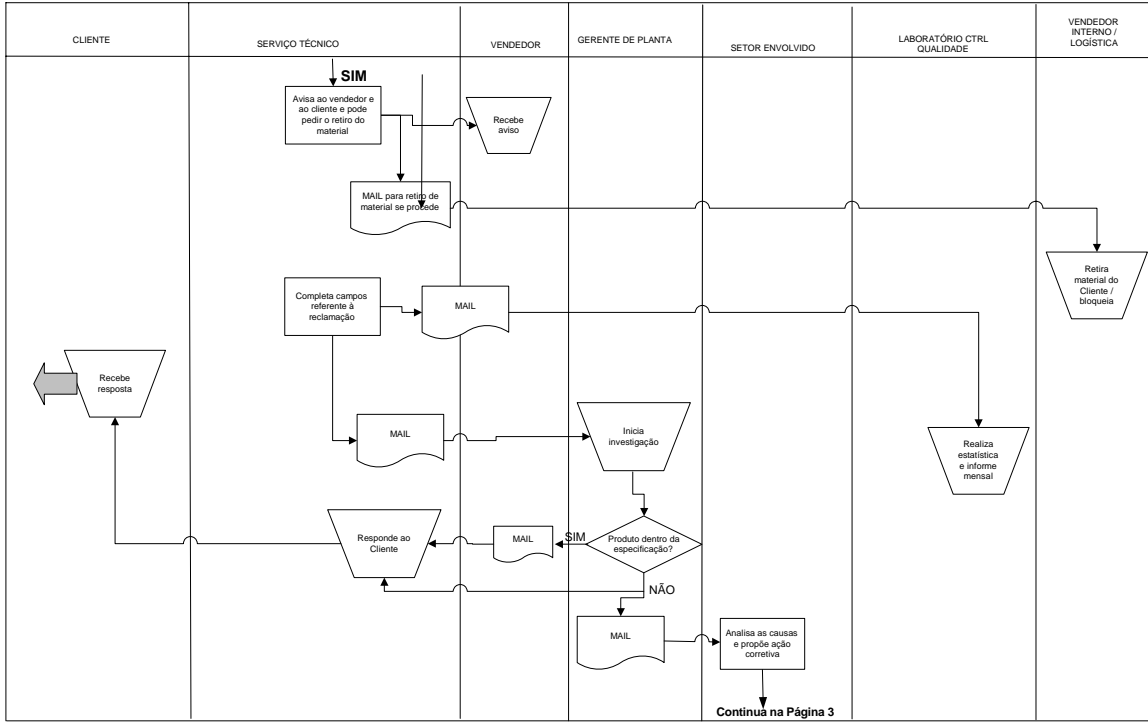 CLIENTE
SERVIÇO TÉCNICO
VENDEDOR
GERENTE DE PLANTA
SETOR ENVOLVIDO
LABORATÓRIO CTRL
QUALIDADE
VENDEDOR
INTERNO /
LOGÍSTICA
SIM
Avisa ao vendedor e
ao cliente e pode
pedir o retiro do
material
Recebe
aviso
MAIL para retiro de
material se procede
Retira
material do
Cliente /
bloqueia
Completa campos
referente à
reclamação
MAIL
Recebe
resposta
MAIL
Inicia
investigação
Realiza
estatística
e informe
mensal
Responde ao
Cliente
MAIL
SIM
Produto dentro da
especificação?
NÃO
MAIL
Analisa as causas
e propõe ação
corretiva
Continua na Página 3